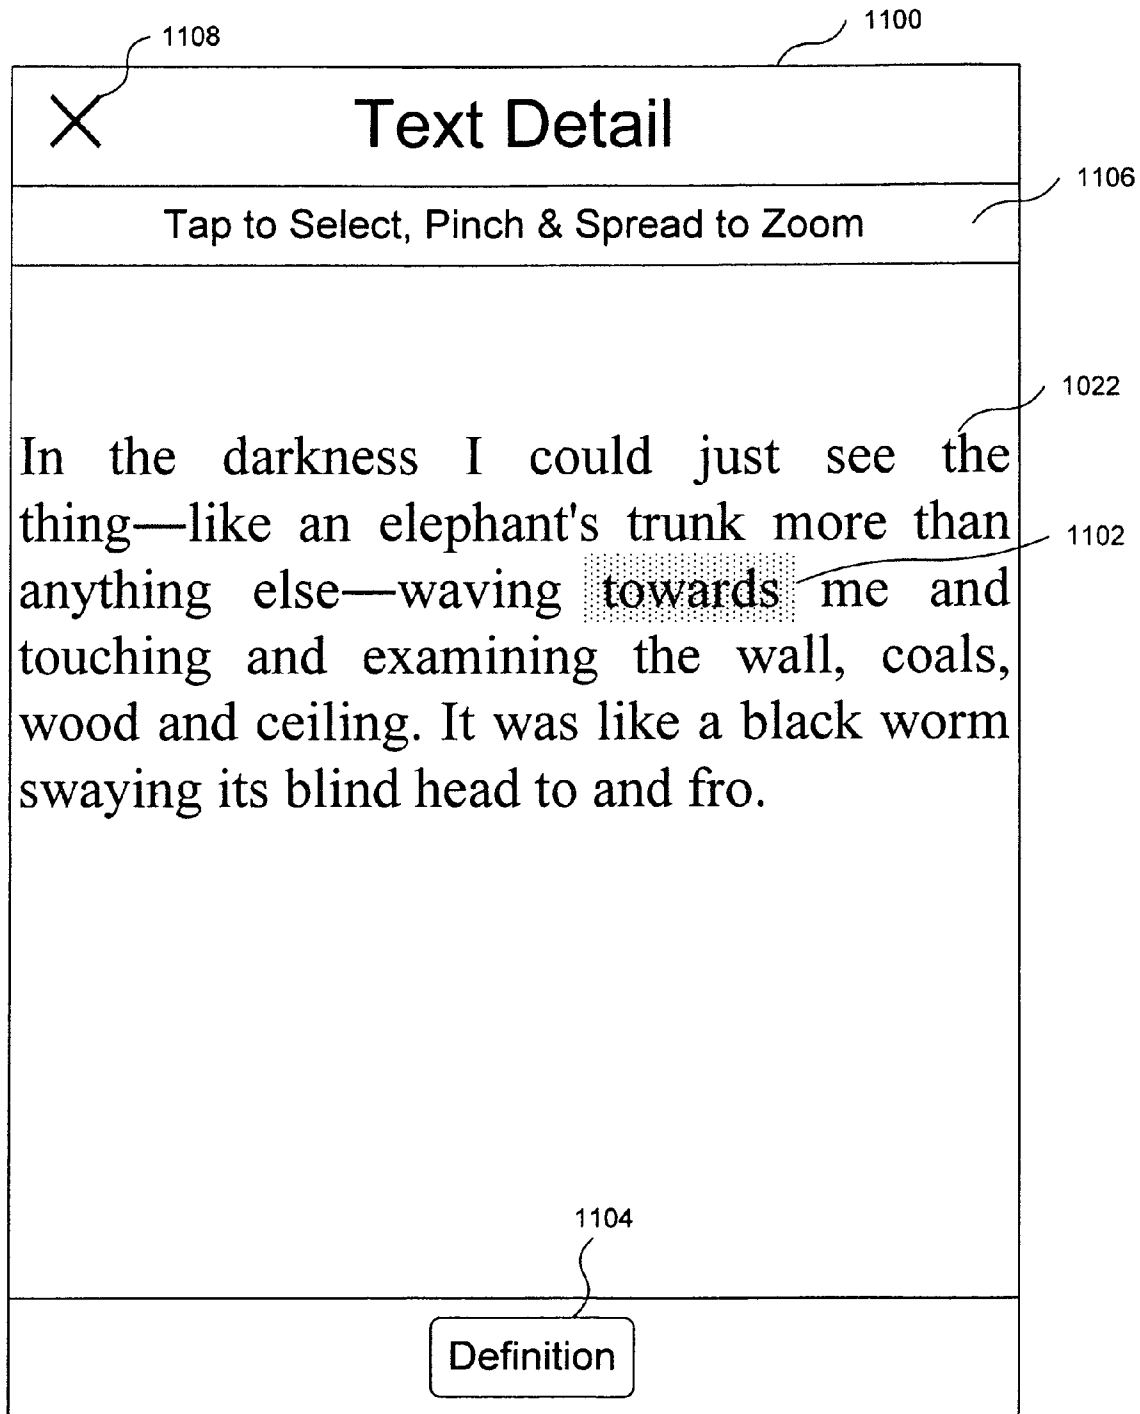 1108
1100
Text Detail
1106
Tap to Select, Pinch & Spread to Zoom
1022
In the darkness I could just see the
thing—like an elephant's trunk more than
1102
anything else—waving towards me and
touching and examining the wall, coals,
wood and ceiling. It was like a black worm
swaying its blind head to and fro.
1104
Definition